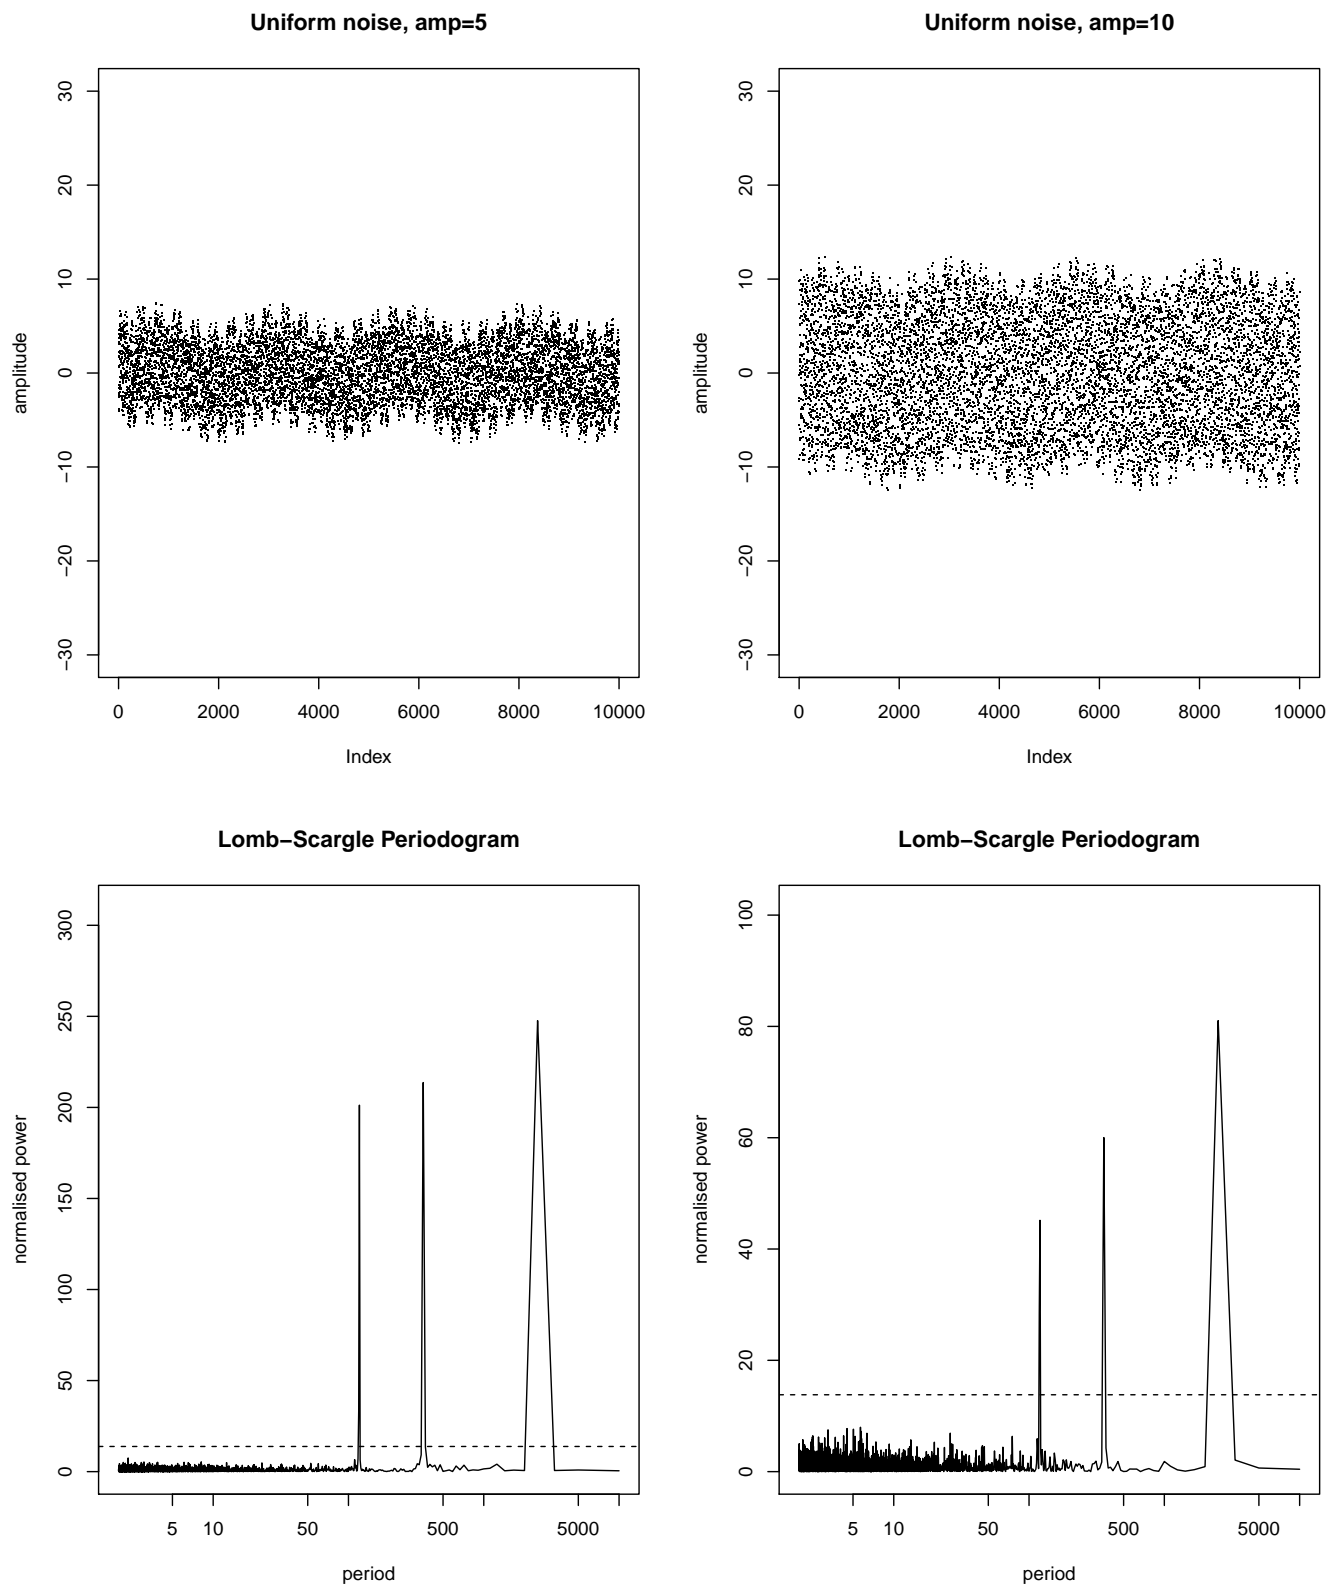 Uniform noise, amp=5
30
20
10
0
−10
−20
−30
amplitude
0 2000 4000 6000 8000 10000
Index
Uniform noise, amp=10
30
20
10
0
−10
−20
−30
amplitude
0 2000 4000 6000 8000 10000
Index
Lomb−Scargle Periodogram
300
250
200
150
100
50
0
normalised power
5 10 50 500 5000
period
Lomb−Scargle Periodogram
100
80
60
40
20
0
normalised power
5 10 50 500 5000
period